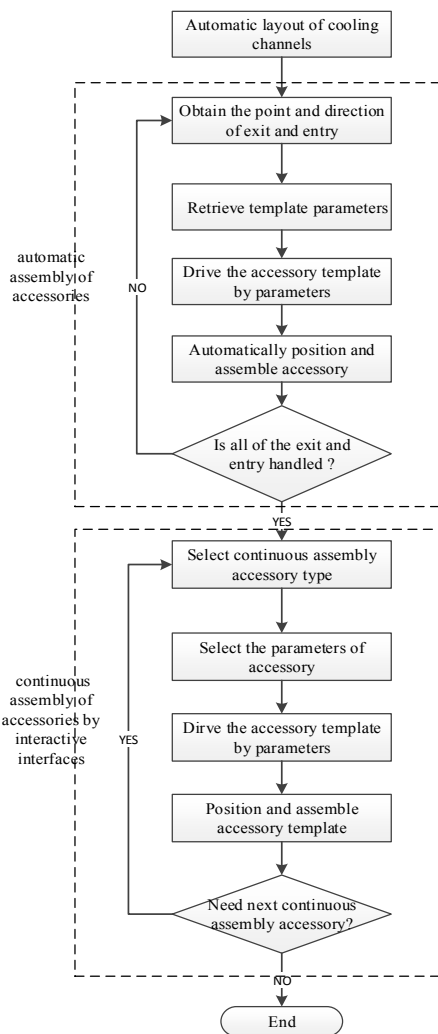 Automatic layout of cooling
channels
Obtain the point and direction
of exit and entry
Retrieve template parameters
automatic
assembly of
accessories
NO
Drive the accessory template
by parameters
Automatically position and
assemble accessory
Is all of the exit and
entry handled ?
YES
Select continuous assembly
accessory type
Select the parameters of
accessory
continuous
assembly of
accessories by
interactive
interfaces
YES
Dirve the accessory template
by parameters
Position and assemble
accessory template
Need next continuous
assembly accessory?
NO
End